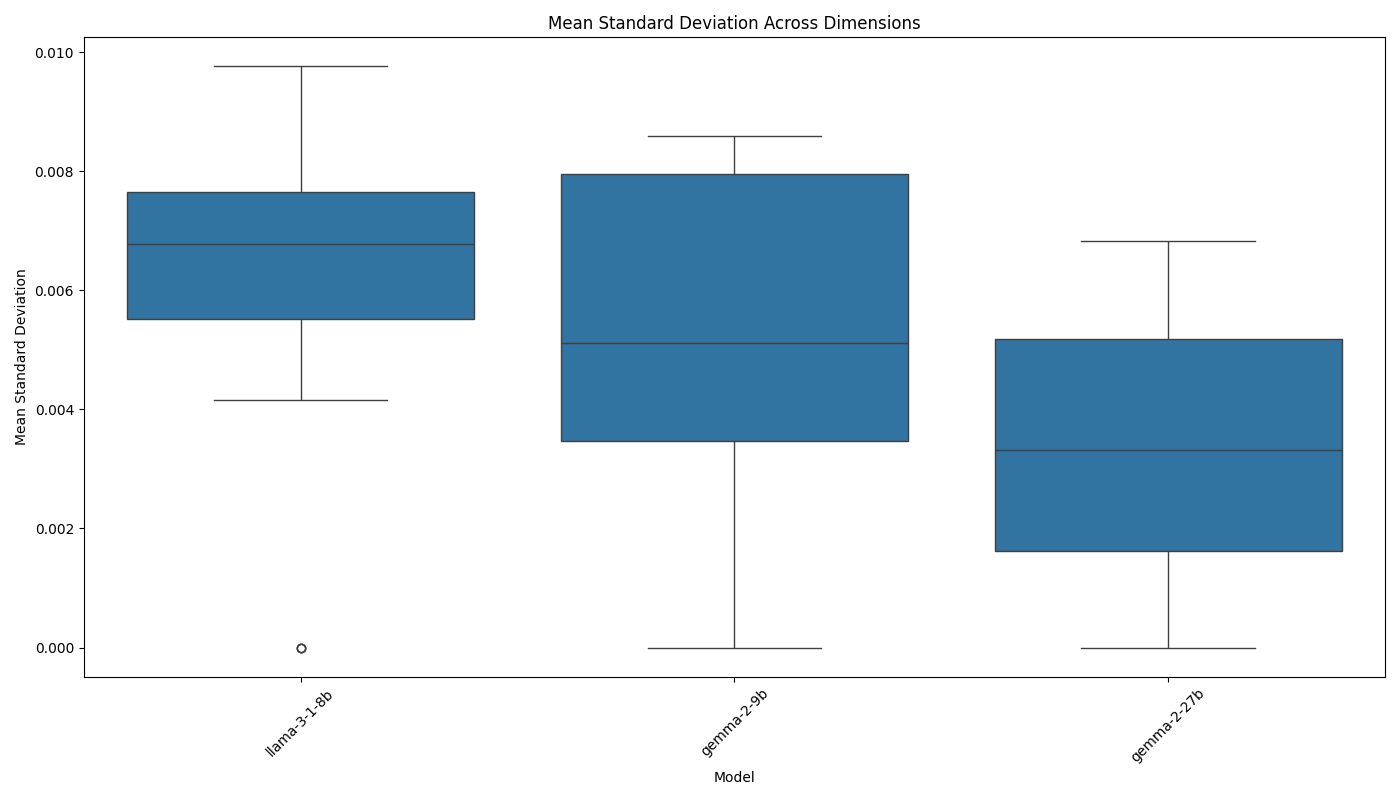 Mean Standard Deviation Across Dimensions
0.010
0.008
0.006
0.004
0.002
0.000
Mean Standard Deviation
llama-3-1-8b
gemma-2-9b
gemma-2-27b
Model